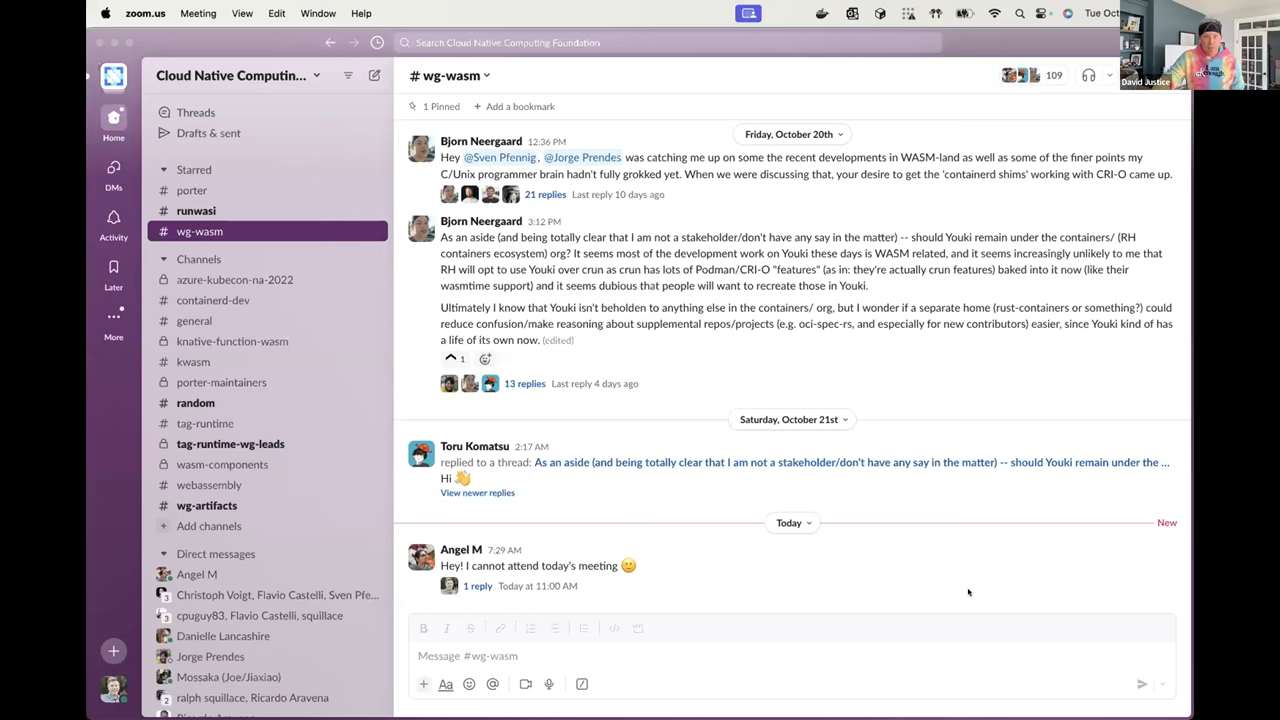 zoom.us Meeting View Edit Window Help
Tue Oct
Search Cloud Native Computing Foundation
David Justice
Home
DMs
Activity
Later
More
Cloud Native Computin...
Threads
Drafts & sent
Starred
porter
runwasi
wg-wasm
Channels
azure-kubecon-na-2022
containerd-dev
general
knative-function-wasm
kwasm
porter-maintainers
random
tag-runtime
tag-runtime-wg-leads
wasm-components
webassembly
wg-artifacts
Add channels
Direct messages
Angel M
3 Christoph Voigt, Flavio Castelli, Sven Pfe...
3 cpuguy83, Flavio Castelli, squillace
Danielle Lancashire
Jorge Prendes
Mossaka (Joe/Jiaxiao)
2 ralph squillace, Ricardo Aravena
# wg-wasm
109
1 Pinned + Add a bookmark
Friday, October 20th
Bjorn Neergaard 12:36 PM
Hey @Sven Pfennig, @Jorge Prendes was catching me up on some the recent developments in WASM-land as well as some of the finer points my
C/Unix programmer brain hadn't fully grokked yet. When we were discussing that, your desire to get the 'containerd shims' working with CRI-O came up.
21 replies Last reply 10 days ago
Bjorn Neergaard 3:12 PM
As an aside (and being totally clear that I am not a stakeholder/don't have any say in the matter) -- should Youki remain under the containers/ (RH
containers ecosystem) org? It seems most of the development work on Youki these days is WASM related, and it seems increasingly unlikely to me that
RH will opt to use Youki over crun as crun has lots of Podman/CRI-O "features" (as in: they're actually crun features) baked into it now (like their
wasmtime support) and it seems dubious that people will want to recreate those in Youki.
Ultimately I know that Youki isn't beholden to anything else in the containers/ org, but I wonder if a separate home (rust-containers or something?) could
reduce confusion/make reasoning about supplemental repos/projects (e.g. oci-spec-rs, and especially for new contributors) easier, since Youki kind of has
a life of its own now. (edited)
1
13 replies Last reply 4 days ago
Saturday, October 21st
Toru Komatsu 2:17 AM
replied to a thread: As an aside (and being totally clear that I am not a stakeholder/don't have any say in the matter) -- should Youki remain under the ...
Hi 👋
View newer replies
Today
New
Angel M 7:29 AM
Hey! I cannot attend today's meeting 🙂
1 reply Today at 11:00 AM
Message #wg-wasm